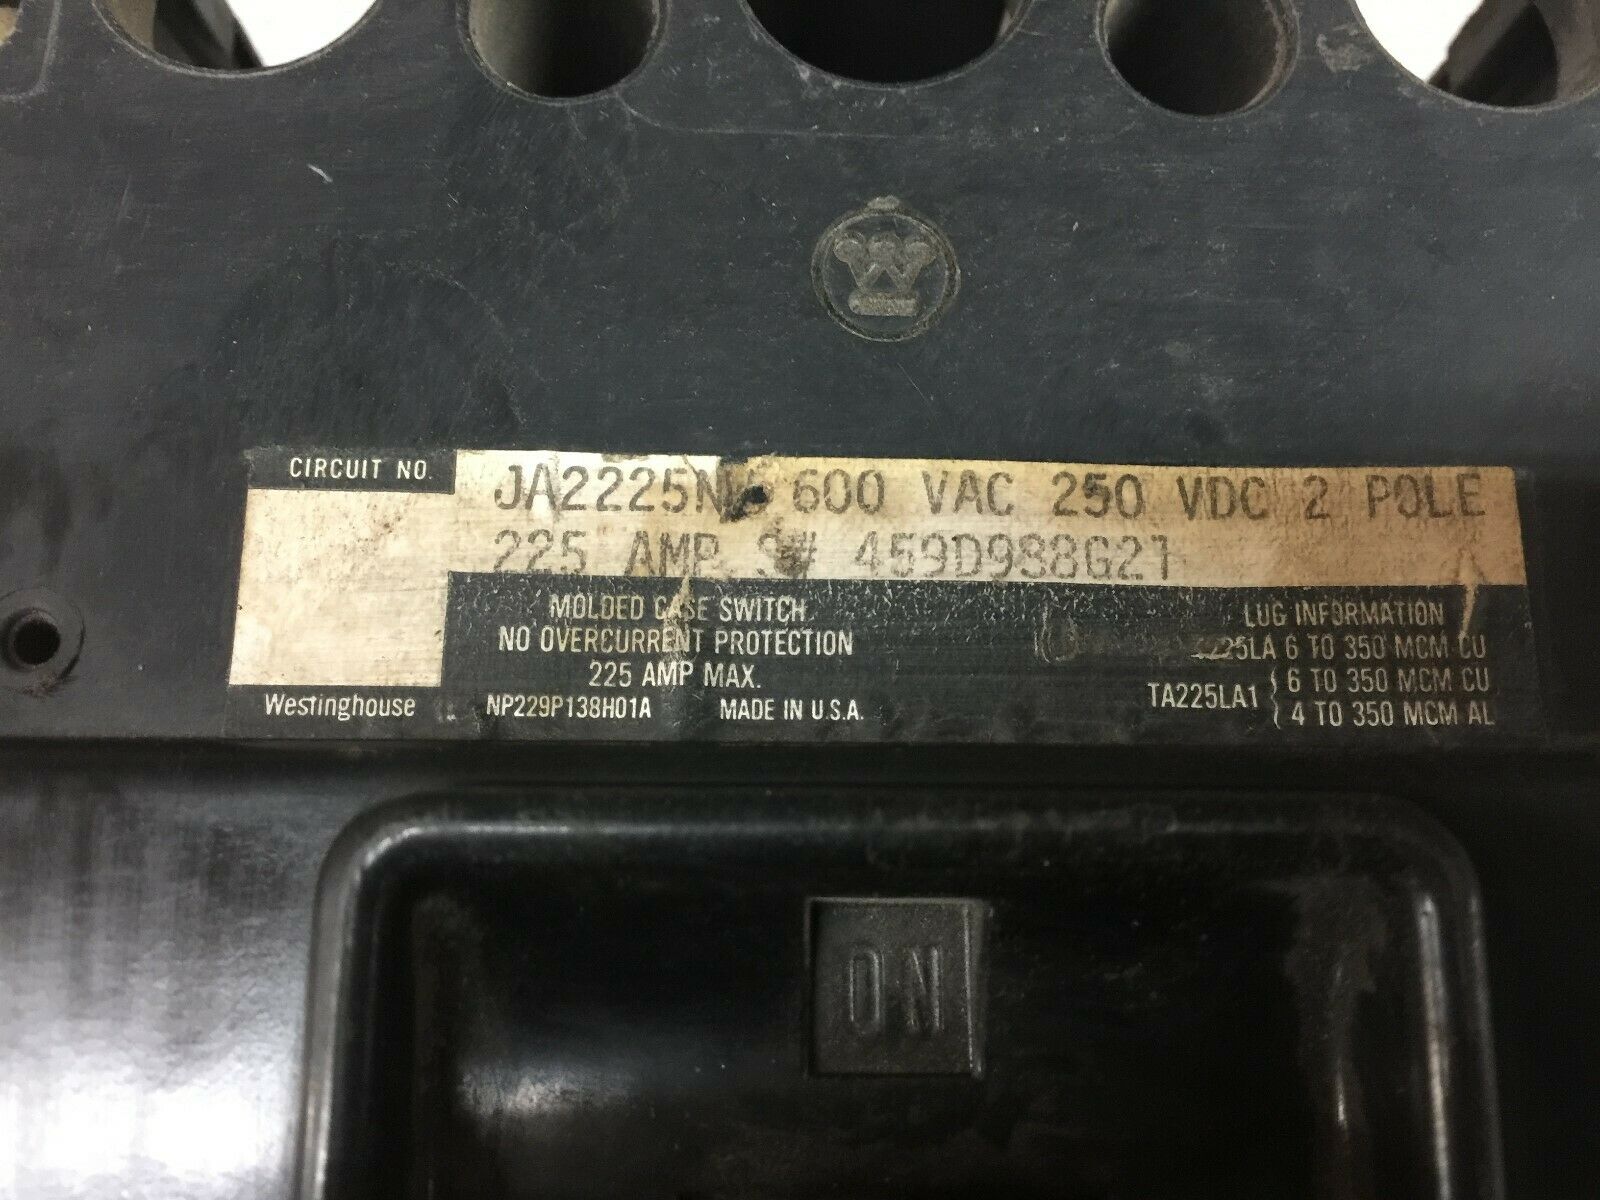 CIRCUIT NO.
600 VAC 250 VDC 2 POLE
225 AMP S# 459D988G21
MOLDED CASE SWITCH
NO OVERCURRENT PROTECTION
225 AMP MAX.
Westinghouse NP229P138H01A MADE IN U.S.A.
LUG INFORMATION
6 TO 350 MCM CU
TA225LA1 { 6 TO 350 MCM CU
4 TO 350 MCM AL
ON